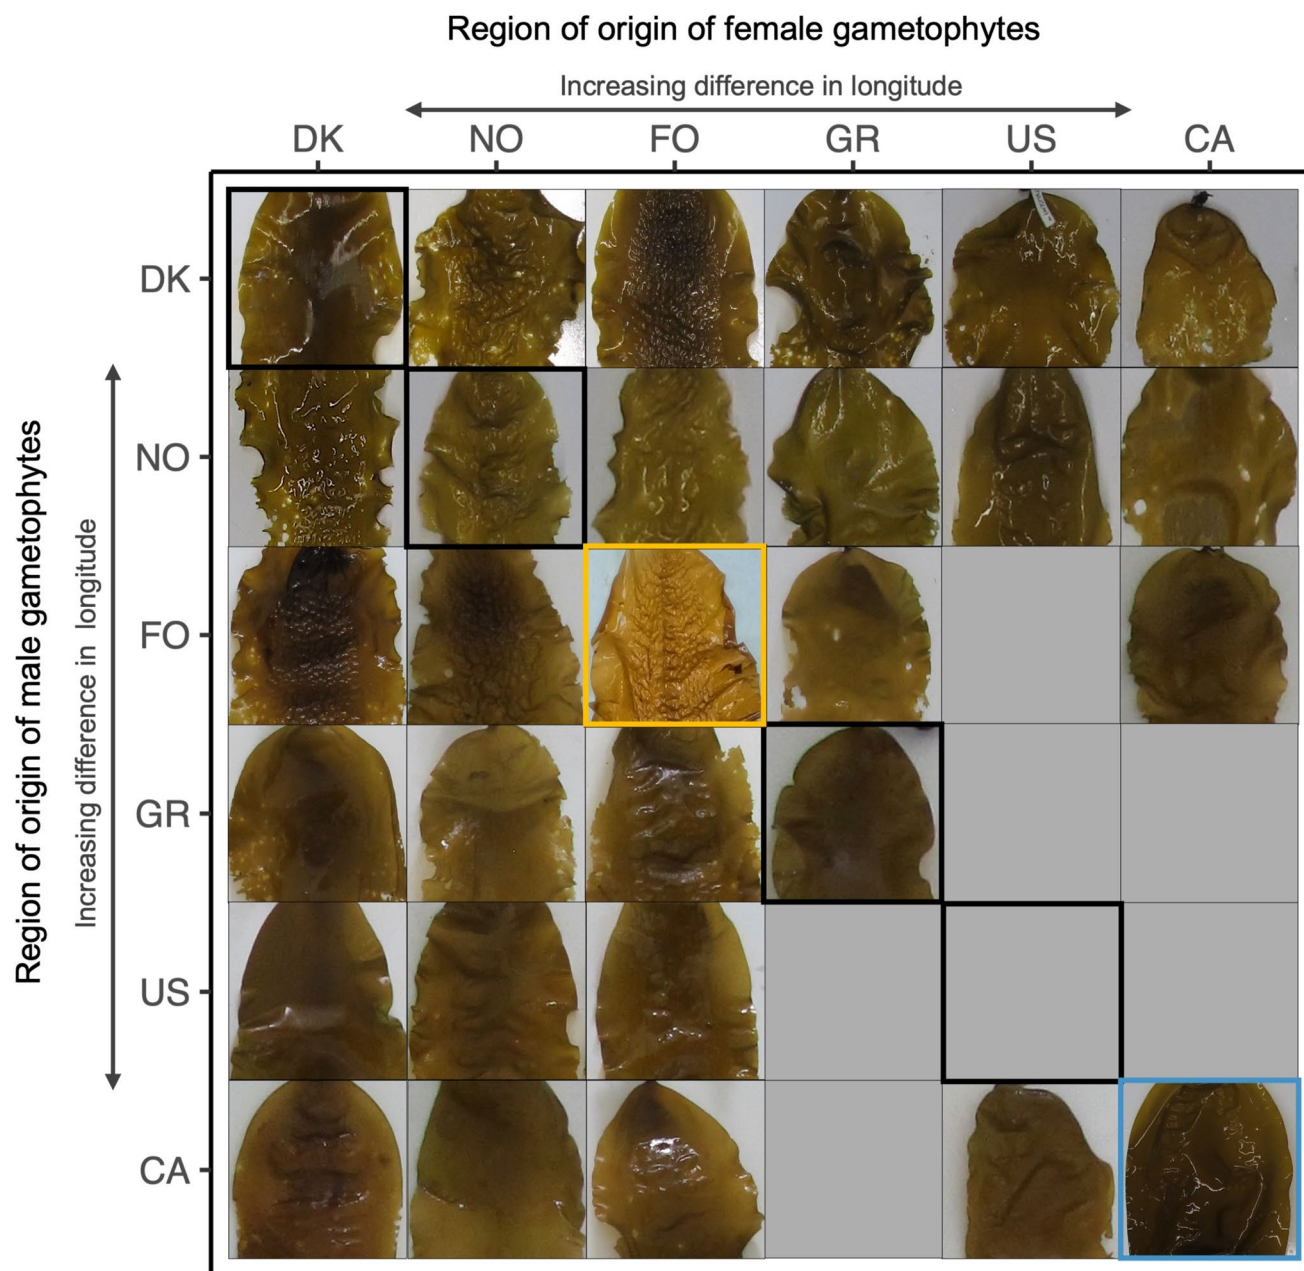 Region of origin of female gametophytes
Increasing difference in longitude
DK NO FO GR US CA
Region of origin of male gametophytes
Increasing difference in longitude
DK
NO
FO
GR
US
CA